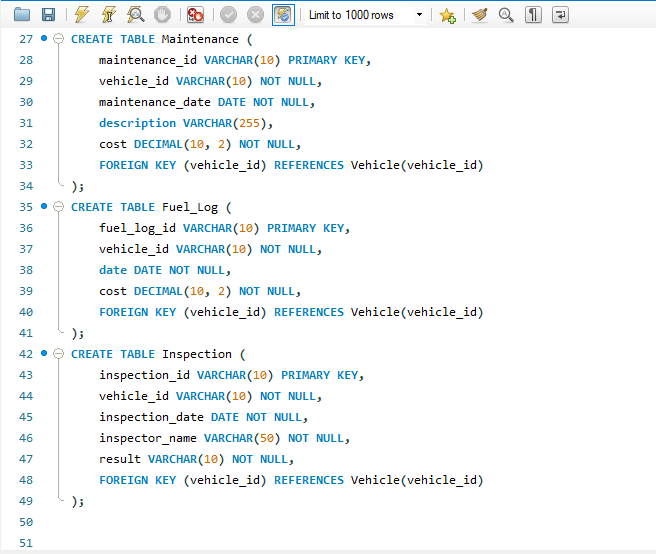 Limit to 1000 rows
27 CREATE TABLE Maintenance (
28 maintenance_id VARCHAR(10) PRIMARY KEY,
29 vehicle_id VARCHAR(10) NOT NULL,
30 maintenance_date DATE NOT NULL,
31 description VARCHAR(255),
32 cost DECIMAL(10, 2) NOT NULL,
33 FOREIGN KEY (vehicle_id) REFERENCES Vehicle(vehicle_id)
34 );
35 CREATE TABLE Fuel_Log (
36 fuel_log_id VARCHAR(10) PRIMARY KEY,
37 vehicle_id VARCHAR(10) NOT NULL,
38 date DATE NOT NULL,
39 cost DECIMAL(10, 2) NOT NULL,
40 FOREIGN KEY (vehicle_id) REFERENCES Vehicle(vehicle_id)
41 );
42 CREATE TABLE Inspection (
43 inspection_id VARCHAR(10) PRIMARY KEY,
44 vehicle_id VARCHAR(10) NOT NULL,
45 inspection_date DATE NOT NULL,
46 inspector_name VARCHAR(50) NOT NULL,
47 result VARCHAR(10) NOT NULL,
48 FOREIGN KEY (vehicle_id) REFERENCES Vehicle(vehicle_id)
49 );
50
51